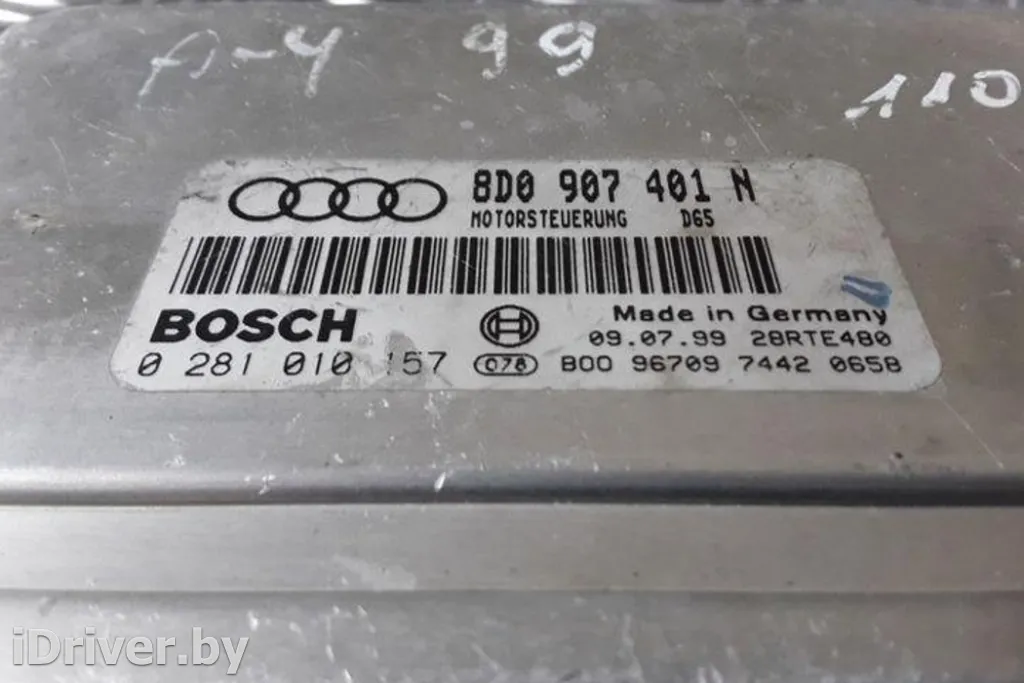 A-4 99
110
8D0 907 401 N
MOTORSTEUERUNG D65
BOSCH
Made in Germany
09.07.99 28RTE480
0 281 010 157 078 800 96709 7442 0658
iDriver.by